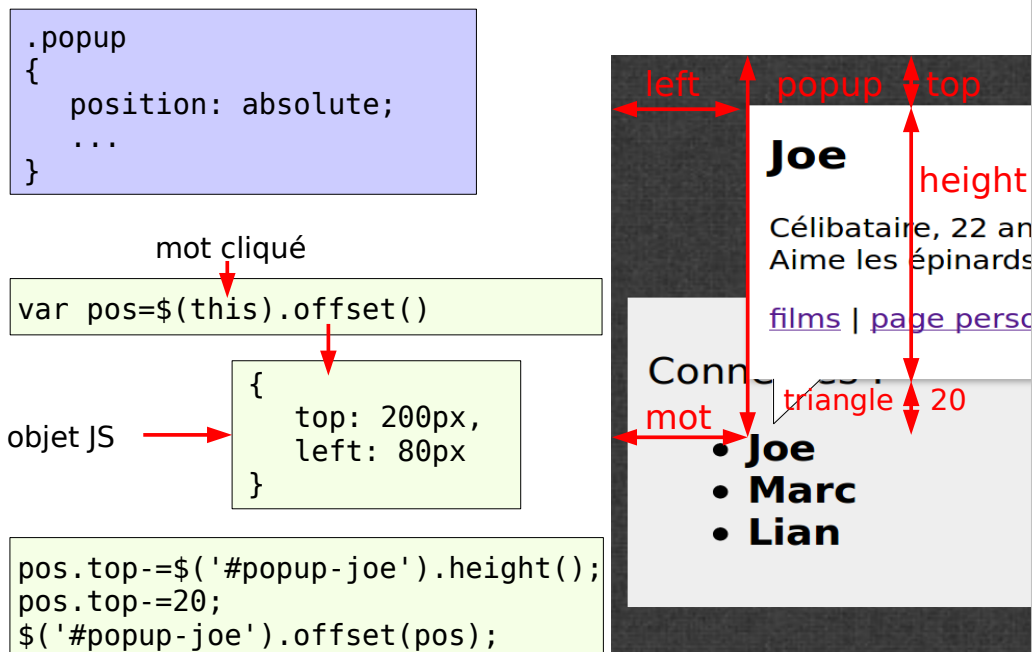 .popup
{
position: absolute;
...
}
mot cliqué
var pos=$(this).offset()
{
top: 200px,
left: 80px
}
objet JS
pos.top-=$('#popup-joe').height();
pos.top-=20;
$('#popup-joe').offset(pos);
left popup top
Joe
height
Célibataire, 22 an
Aime les épinards
films | page perso
triangle 20
mot
Joe
Marc
Lian